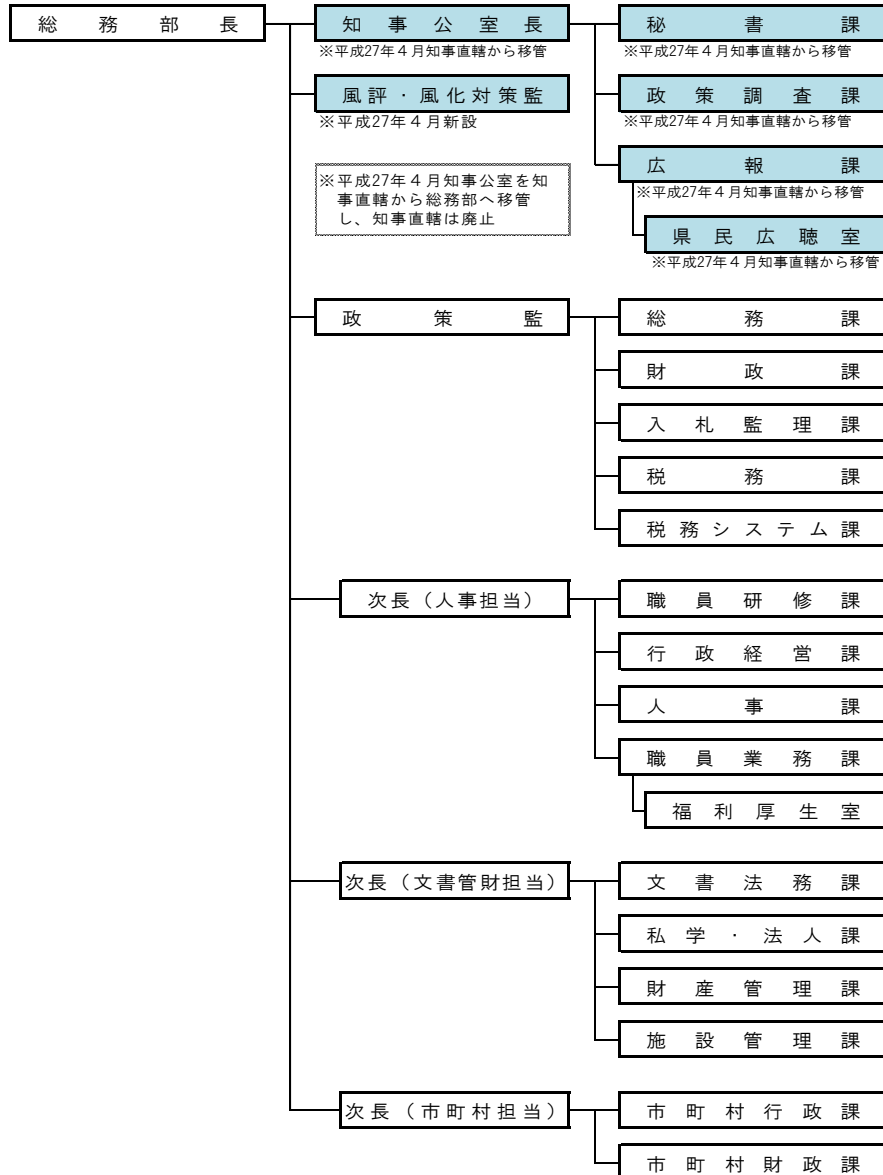 総務部長
知事公室長
秘書課
※平成27年４月知事直轄から移管
※平成27年４月知事直轄から移管
風評・風化対策監
政策調査課
※平成27年４月新設
※平成27年４月知事直轄から移管
広報課
※平成27年４月知事公室を知
事直轄から総務部へ移管
し、知事直轄は廃止
※平成27年４月知事直轄から移管
県民広聴室
※平成27年４月知事直轄から移管
政策監
総務課
財政課
入札監理課
税務課
税務システム課
次長（人事担当）
職員研修課
行政経営課
人事課
職員業務課
福利厚生室
次長（文書管財担当）
文書法務課
私学・法人課
財産管理課
施設管理課
次長（市町村担当）
市町村行政課
市町村財政課